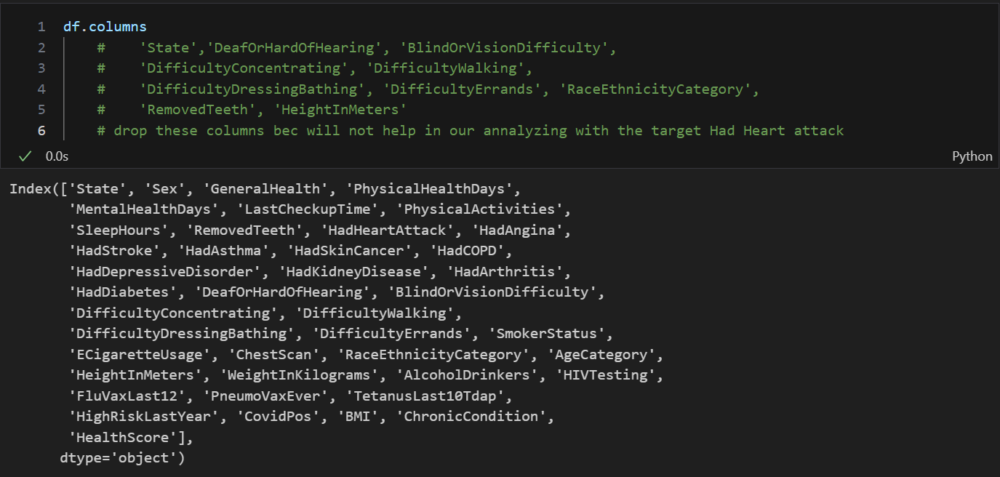 1 df.columns
2 # 'State','DeafOrHardOfHearing', 'BlindOrVisionDifficulty',
3 # 'DifficultyConcentrating', 'DifficultyWalking',
4 # 'DifficultyDressingBathing', 'DifficultyErrands', 'RaceEthnicityCategory',
5 # 'RemovedTeeth', 'HeightInMeters'
6 # drop these columns bec will not help in our annalyzing with the target Had Heart attack
✓ 0.0s Python
Index(['State', 'Sex', 'GeneralHealth', 'PhysicalHealthDays',
'MentalHealthDays', 'LastCheckupTime', 'PhysicalActivities',
'SleepHours', 'RemovedTeeth', 'HadHeartAttack', 'HadAngina',
'HadStroke', 'HadAsthma', 'HadSkinCancer', 'HadCOPD',
'HadDepressiveDisorder', 'HadKidneyDisease', 'HadArthritis',
'HadDiabetes', 'DeafOrHardOfHearing', 'BlindOrVisionDifficulty',
'DifficultyConcentrating', 'DifficultyWalking',
'DifficultyDressingBathing', 'DifficultyErrands', 'SmokerStatus',
'ECigaretteUsage', 'ChestScan', 'RaceEthnicityCategory', 'AgeCategory',
'HeightInMeters', 'WeightInKilograms', 'AlcoholDrinkers', 'HIVTesting',
'FluVaxLast12', 'PneumoVaxEver', 'TetanusLast10Tdap',
'HighRiskLastYear', 'CovidPos', 'BMI', 'ChronicCondition',
'HealthScore'],
dtype='object')